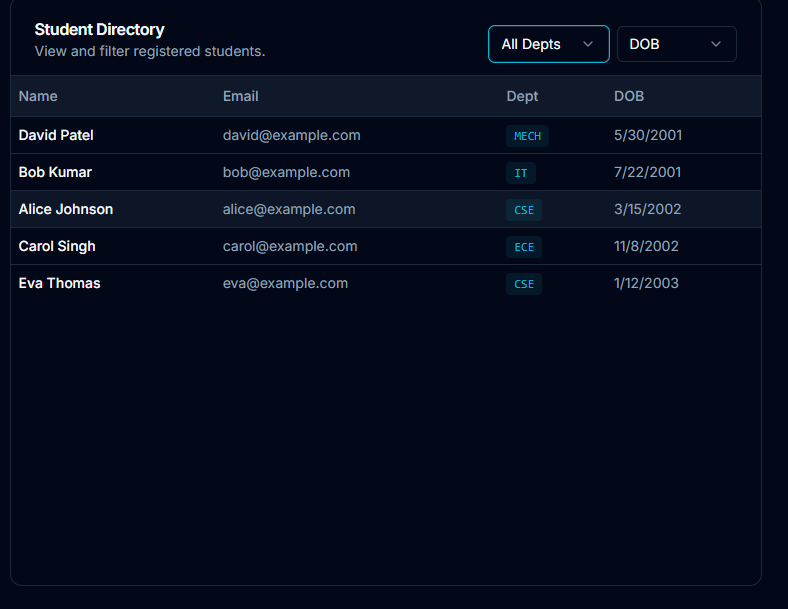 Student Directory
View and filter registered students.
All Depts
DOB
Name Email Dept DOB
David Patel david@example.com MECH 5/30/2001
Bob Kumar bob@example.com IT 7/22/2001
Alice Johnson alice@example.com CSE 3/15/2002
Carol Singh carol@example.com ECE 11/8/2002
Eva Thomas eva@example.com CSE 1/12/2003